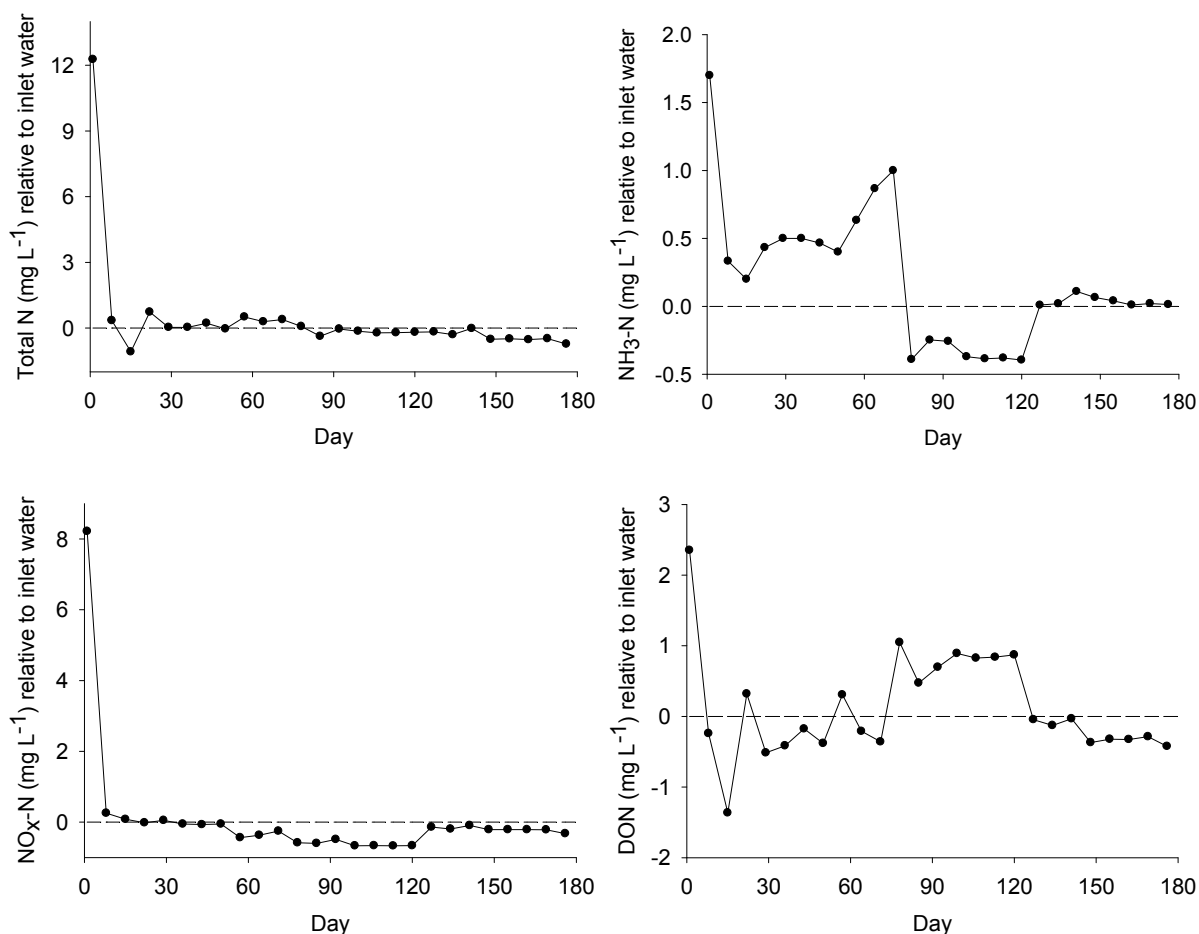 Total N (mg L⁻¹) relative to inlet water
12
9
6
3
0
0 30 60 90 120 150 180
Day
NH₃-N (mg L⁻¹) relative to inlet water
2.0
1.5
1.0
0.5
0.0
-0.5
0 30 60 90 120 150 180
Day
NOₓ-N (mg L⁻¹) relative to inlet water
8
6
4
2
0
0 30 60 90 120 150 180
Day
DON (mg L⁻¹) relative to inlet water
3
2
1
0
-1
-2
0 30 60 90 120 150 180
Day